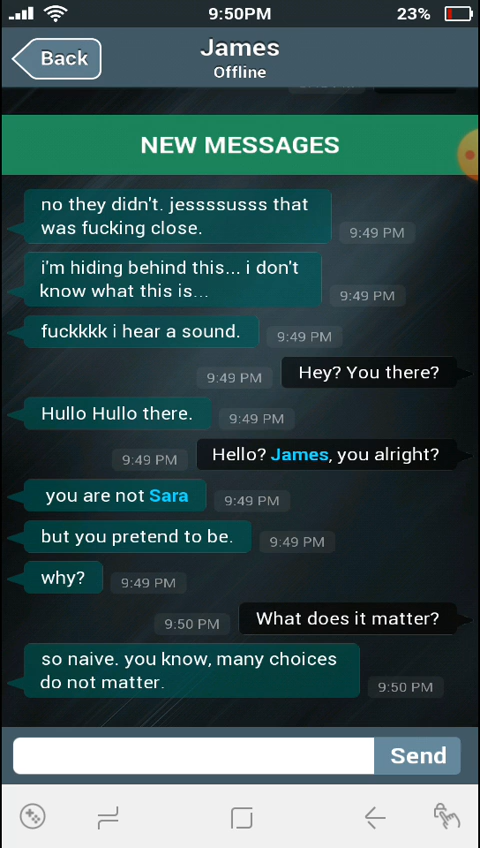 9:50PM
23%
Back
James
Offline
NEW MESSAGES
no they didn't. jessssusss that
was fucking close.
9:49 PM
i'm hiding behind this... i don't
know what this is...
9:49 PM
fuckkkk i hear a sound.
9:49 PM
Hey? You there?
9:49 PM
Hullo Hullo there.
9:49 PM
Hello? James, you alright?
9:49 PM
you are not Sara
9:49 PM
but you pretend to be.
9:49 PM
why?
9:49 PM
What does it matter?
9:50 PM
so naive. you know, many choices
do not matter.
9:50 PM
Send